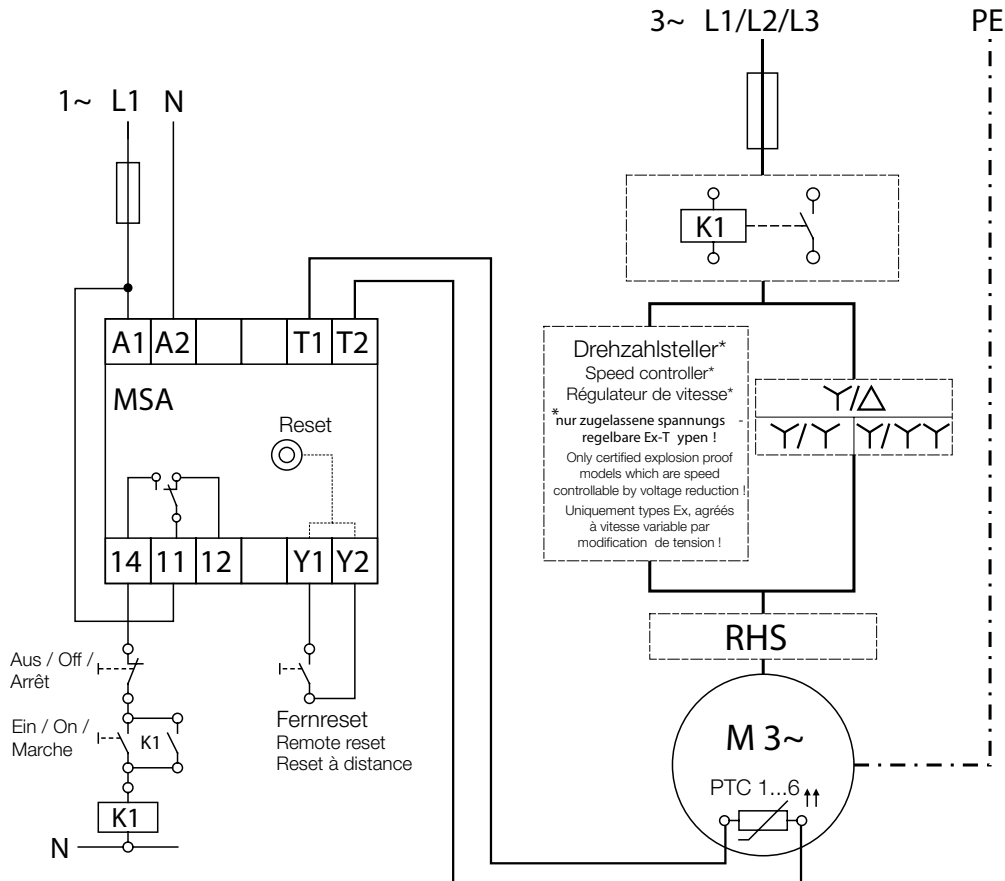 3~ L1/L2/L3
PE
1~ L1 N
K1
A1 A2 T1 T2
MSA
Reset
14 11 12 Y1 Y2
Drehzahlsteller*
Speed controller*
Régulateur de vitesse*
*nur zugelassene spannungs -
regelbare Ex-T ypen !
Only certified explosion proof
models which are speed
controllable by voltage reduction !
Uniquement types Ex, agréés
à vitesse variable par
modification de tension !
Y/△
Y/Y Y/YY
RHS
Aus / Off /
Arrêt
Ein / On /
Marche
K1
K1
N
Fernreset
Remote reset
Reset à distance
M 3~
PTC 1...6